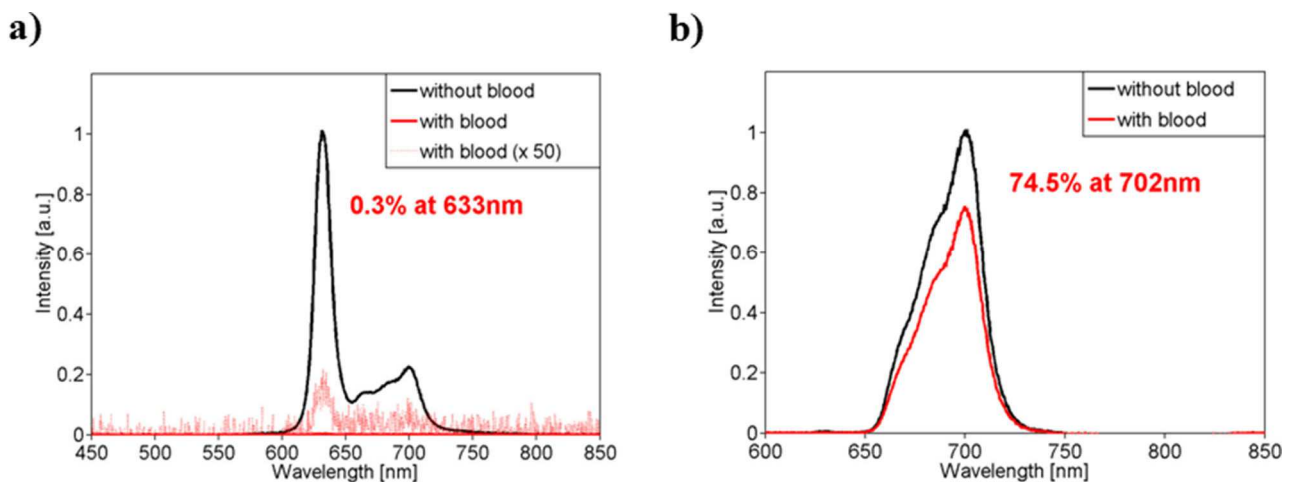 a)
without blood
with blood
with blood (x 50)
0.3% at 633nm
Intensity [a.u.]
1
0.8
0.6
0.4
0.2
0
450 500 550 600 650 700 750 800 850
Wavelength [nm]
b)
without blood
with blood
74.5% at 702nm
Intensity [a.u.]
1
0.8
0.6
0.4
0.2
0
600 650 700 750 800 850
Wavelength [nm]